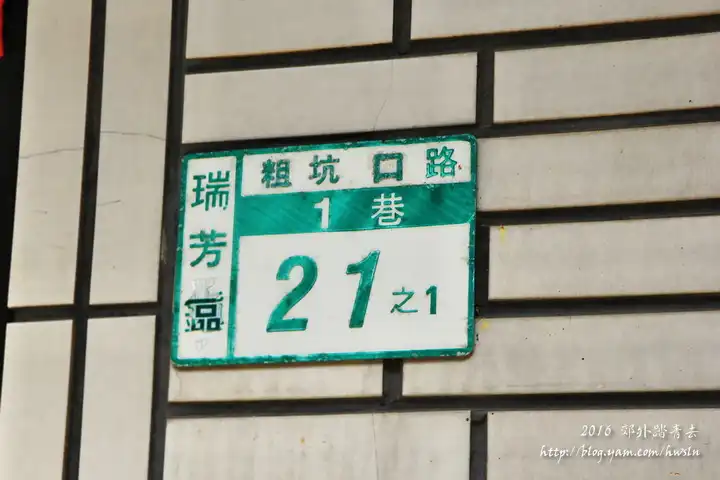 瑞芳區
粗坑口路
1巷
21之1
2016 郊外踏青去
http://blog.yam.com/hwsln